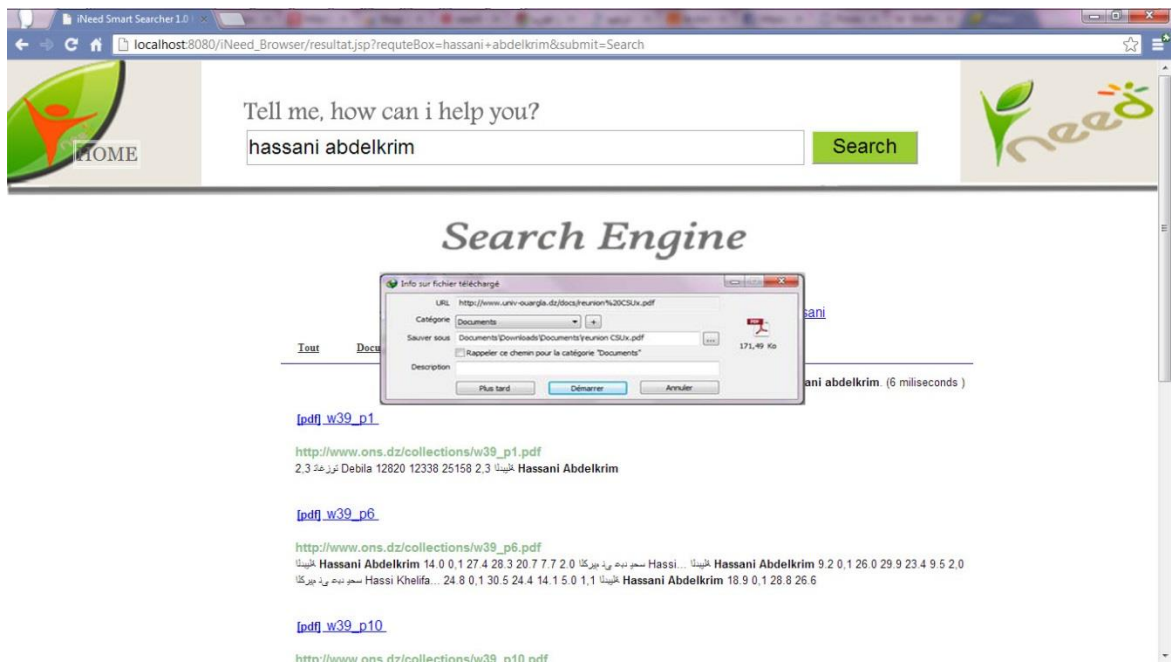 iNeed Smart Searcher 1.0
localhost:8080/iNeed_Browser/resultat.jsp?requteBox=hassani+abdelkrim&submit=Search
HOME
Tell me, how can i help you?
hassani abdelkrim
Search
need
Search Engine
Info sur fichier téléchargé
URL http://www.univ-ouargla.dz/docs/reunion%20CSUx.pdf
Catégorie Documents +
Sauver sous Documents\Downloads\Documents\reunion CSUx.pdf ...
171,49 Ko
Rappeler ce chemin pour la catégorie "Documents"
Description
Plus tard Démarrer Annuler
sani
Tout Docu
ani abdelkrim. (6 miliseconds )
[pdf] w39_p1
http://www.ons.dz/collections/w39_p1.pdf
2,3 Debila 12820 12338 25158 2,3 Hassani Abdelkrim
[pdf] w39_p6
http://www.ons.dz/collections/w39_p6.pdf
Hassani Abdelkrim 14.0 0,1 27.4 28.3 20.7 7.7 2.0 Hassi... Hassani Abdelkrim 9.2 0,1 26.0 29.9 23.4 9.5 2,0
Hassi Khelifa... 24.8 0,1 30.5 24.4 14.1 5.0 1,1 Hassani Abdelkrim 18.9 0,1 28.8 26.6
[pdf] w39_p10
http://www.ons.dz/collections/w39_p10.pdf